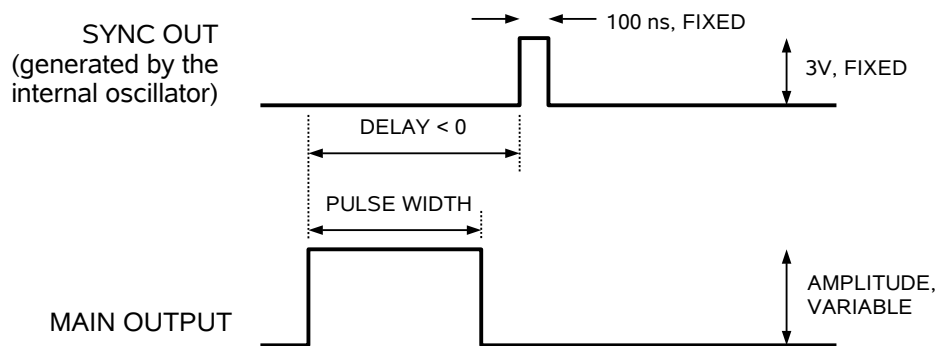 100 ns, FIXED
SYNC OUT
(generated by the
internal oscillator)
3V, FIXED
DELAY < 0
PULSE WIDTH
AMPLITUDE,
VARIABLE
MAIN OUTPUT